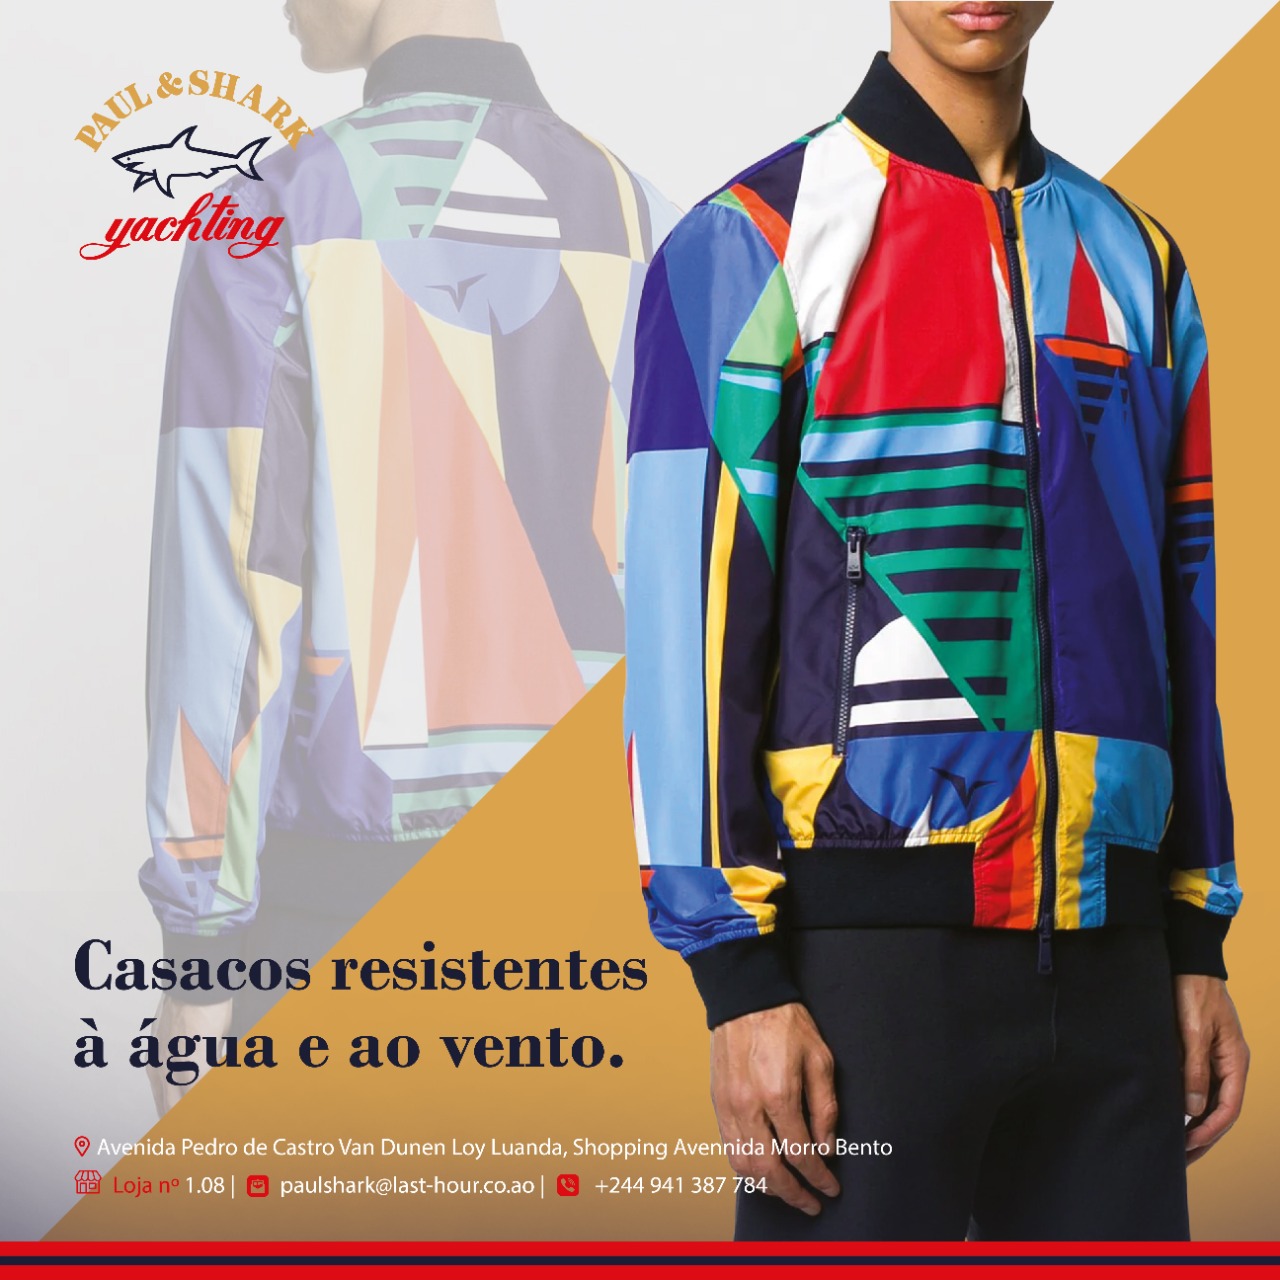 PAUL & SHARK
yachting
Casacos resistentes
à água e ao vento.
Avenida Pedro de Castro Van Dunen Loy Luanda, Shopping Avennida Morro Bento
Loja nº 1.08 | paulshark@last-hour.co.ao | +244 941 387 784